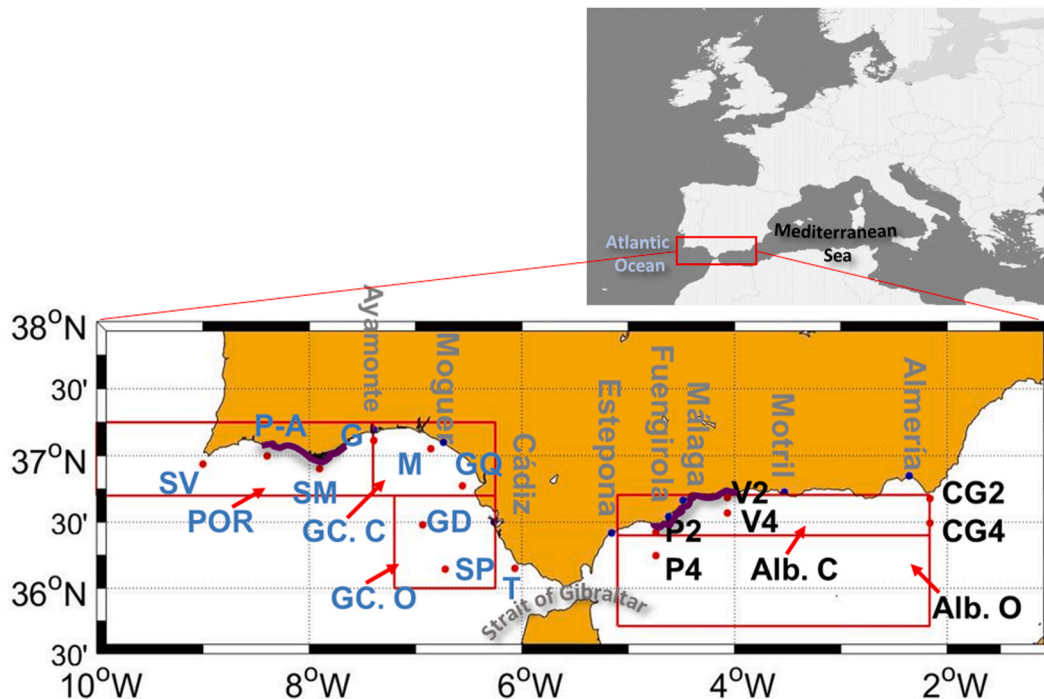 Atlantic
Ocean
Mediterranean
Sea
38°N
30'
37°N
30'
36°N
30'
10°W
8°W
6°W
4°W
2°W
Ayamonte
Moguer
Cádiz
Estepona
Fuengirola
Málaga
Motril
Almería
P-A
G
M
GQ
SV
SM
POR
GC. C
GD
SP
GC. O
T
Strait of Gibraltar
P2
P4
V2
V4
Alb. C
CG2
CG4
Alb. O